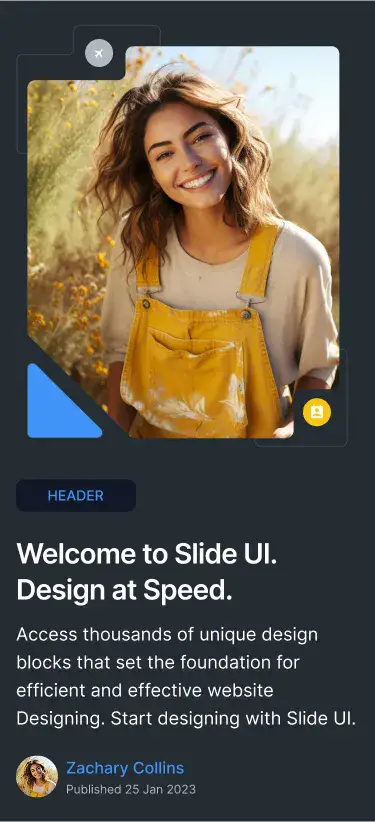 HEADER
Welcome to Slide UI.
Design at Speed.
Access thousands of unique design
blocks that set the foundation for
efficient and effective website
Designing. Start designing with Slide UI.
Zachary Collins
Published 25 Jan 2023